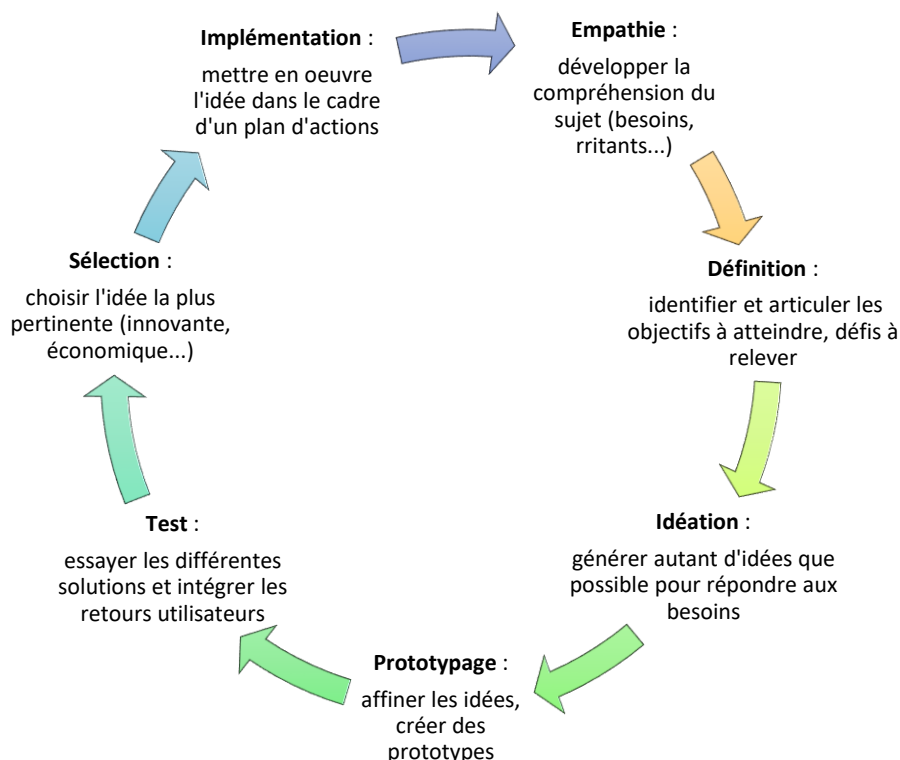 Empathie :
développer la
compréhension du
sujet (besoins,
rritants...)
Définition :
identifier et articuler les
objectifs à atteindre, défis à
relever
Idéation :
générer autant d'idées que
possible pour répondre aux
besoins
Prototypage :
affiner les idées,
créer des
prototypes
Test :
essayer les différentes
solutions et intégrer les
retours utilisateurs
Sélection :
choisir l'idée la plus
pertinente (innovante,
économique...)
Implémentation :
mettre en oeuvre
l'idée dans le cadre
d'un plan d'actions